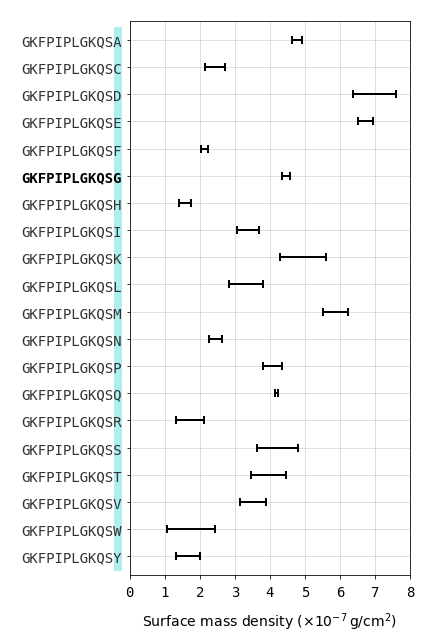 GKFPIPLGKQSA
GKFPIPLGKQSC
GKFPIPLGKQSD
GKFPIPLGKQSE
GKFPIPLGKQSF
GKFPIPLGKQSG
GKFPIPLGKQSH
GKFPIPLGKQSI
GKFPIPLGKQSK
GKFPIPLGKQSL
GKFPIPLGKQSM
GKFPIPLGKQSN
GKFPIPLGKQSP
GKFPIPLGKQSQ
GKFPIPLGKQSR
GKFPIPLGKQSS
GKFPIPLGKQST
GKFPIPLGKQSV
GKFPIPLGKQSW
GKFPIPLGKQSY
0 1 2 3 4 5 6 7 8
Surface mass density (×10⁻⁷ g/cm²)